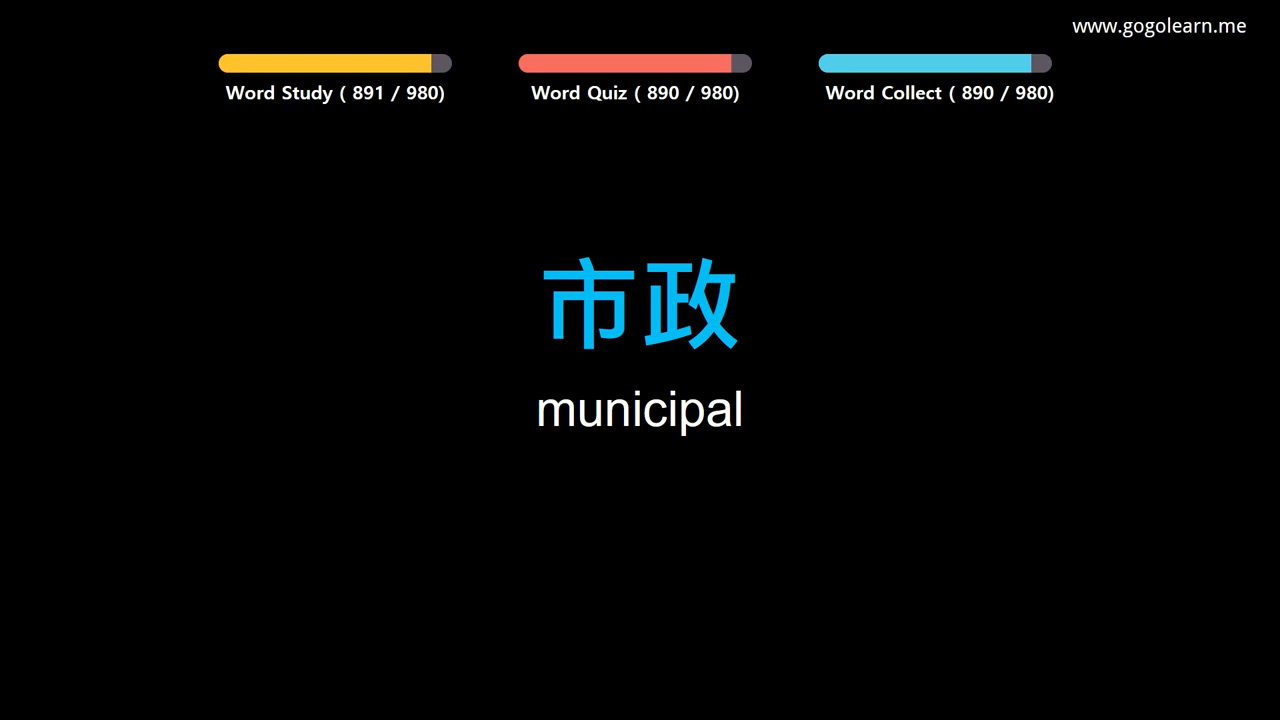 www.gogolearn.me
Word Study ( 891 / 980)
Word Quiz ( 890 / 980)
Word Collect ( 890 / 980)
市政
municipal